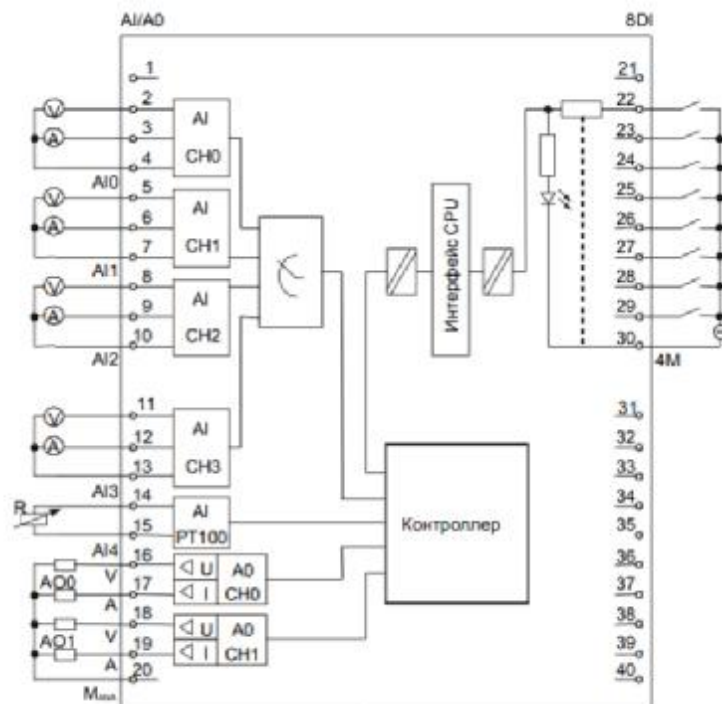 AI/A0
8DI
1
2
3
4
AI0
5
6
7
AI1
8
9
10
AI2
11
12
13
AI3
14
15
AI4
16
V
17
A
18
V
19
A
20
V
A
V
A
V
A
V
A
R
AO0
AO1
AI
CH0
AI
CH1
AI
CH2
AI
CH3
AI
PT100
U
I
A0
CH0
U
I
A0
CH1
Интерфейс CPU
Контроллер
21
22
23
24
25
26
27
28
29
30
4M
31
32
33
34
35
36
37
38
39
40